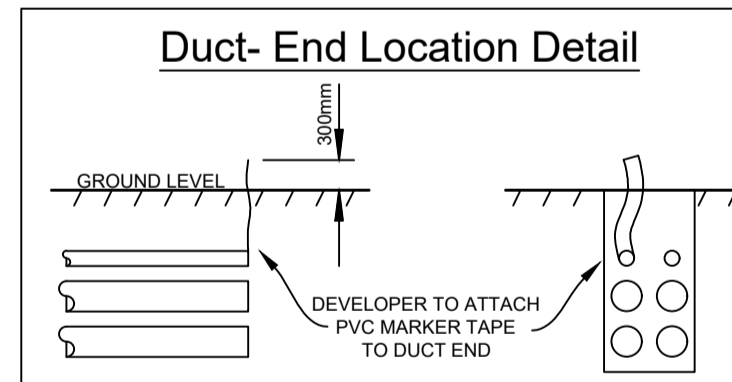 Duct- End Location Detail
300mm
GROUND LEVEL
DEVELOPER TO ATTACH
PVC MARKER TAPE
TO DUCT END